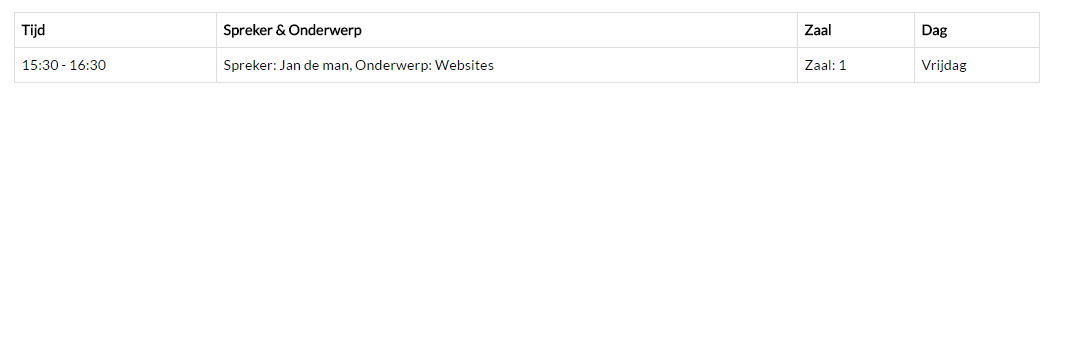 Tijd Spreker & Onderwerp Zaal Dag
15:30 - 16:30 Spreker: Jan de man, Onderwerp: Websites Zaal: 1 Vrijdag